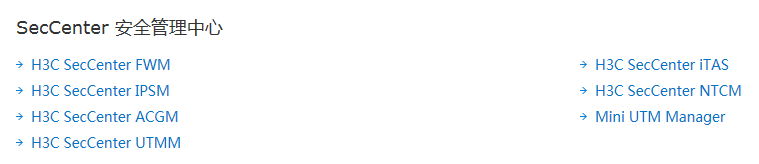 SecCenter 安全管理中心
H3C SecCenter FWM
H3C SecCenter IPSM
H3C SecCenter ACGM
H3C SecCenter UTMM
H3C SecCenter iTAS
H3C SecCenter NTCM
Mini UTM Manager